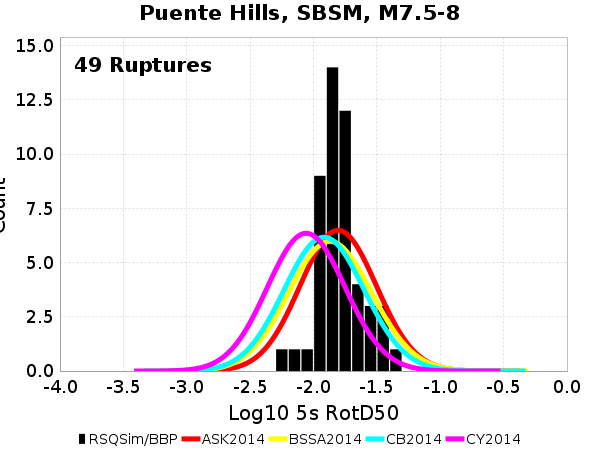 Puente Hills, SBSM, M7.5-8
49 Ruptures
15.0
12.5
10.0
7.5
5.0
2.5
0.0
Count
-4.0 -3.5 -3.0 -2.5 -2.0 -1.5 -1.0 -0.5 0.0
Log10 5s RotD50
RSQSim/BBP ASK2014 BSSA2014 CB2014 CY2014